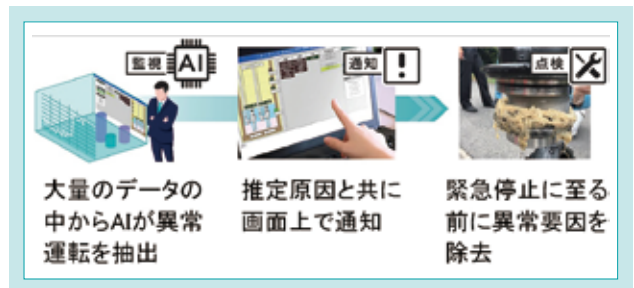 監視 AI
通知 !
点検
大量のデータの
中からAIが異常
運転を抽出
推定原因と共に
画面上で通知
緊急停止に至る
前に異常要因を
除去